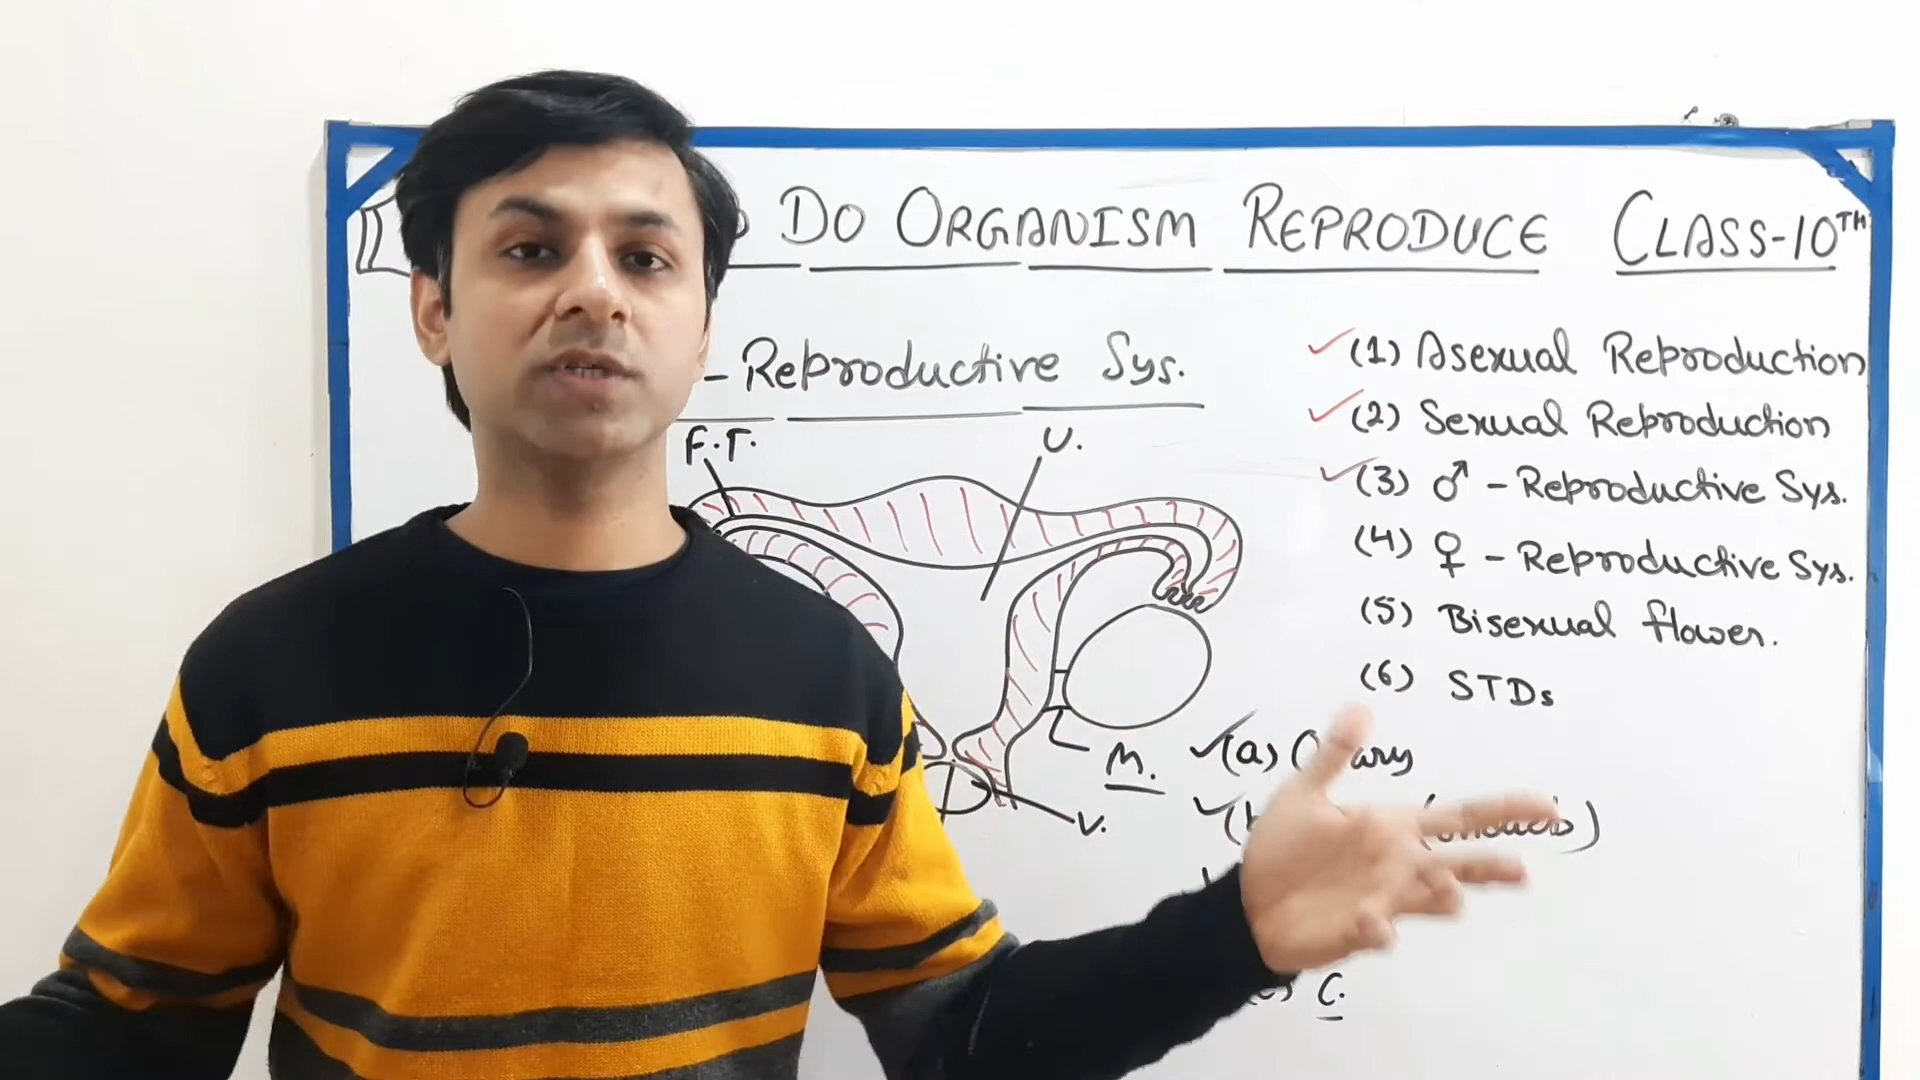 DO ORGANISM REPRODUCE CLASS-10TH
- Reproductive Sys.
F.T.
U.
M.
V.
(1) Asexual Reproduction
(2) Sexual Reproduction
(3) ♂ - Reproductive Sys.
(4) ♀ - Reproductive Sys.
(5) Bisexual flower.
(6) STDs
(a)
C.